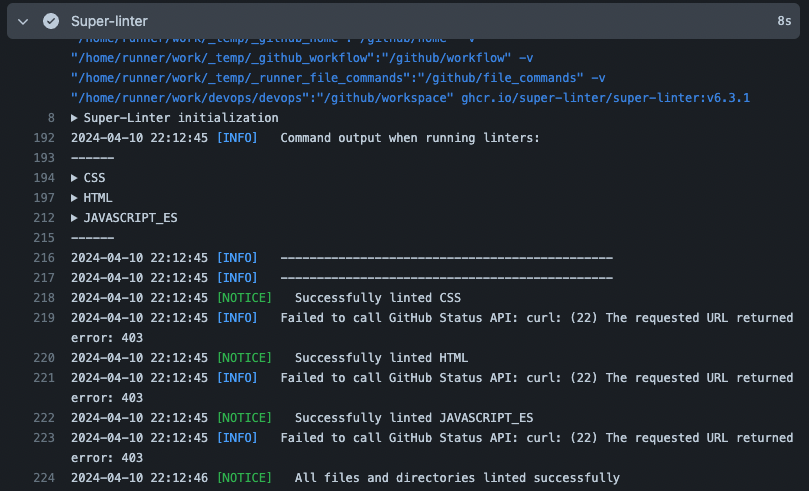 Super-linter 8s
"/home/runner/work/_temp/_github_home":"/github/home" -v
"/home/runner/work/_temp/_github_workflow":"/github/workflow" -v
"/home/runner/work/_temp/_runner_file_commands":"/github/file_commands" -v
"/home/runner/work/devops/devops":"/github/workspace" ghcr.io/super-linter/super-linter:v6.3.1
8 ▶ Super-Linter initialization
192 2024-04-10 22:12:45 [INFO] Command output when running linters:
193 ------
194 ▶ CSS
197 ▶ HTML
212 ▶ JAVASCRIPT_ES
215 ------
216 2024-04-10 22:12:45 [INFO] ----------------------------------------------
217 2024-04-10 22:12:45 [INFO] ----------------------------------------------
218 2024-04-10 22:12:45 [NOTICE] Successfully linted CSS
219 2024-04-10 22:12:45 [INFO] Failed to call GitHub Status API: curl: (22) The requested URL returned
error: 403
220 2024-04-10 22:12:45 [NOTICE] Successfully linted HTML
221 2024-04-10 22:12:45 [INFO] Failed to call GitHub Status API: curl: (22) The requested URL returned
error: 403
222 2024-04-10 22:12:45 [NOTICE] Successfully linted JAVASCRIPT_ES
223 2024-04-10 22:12:45 [INFO] Failed to call GitHub Status API: curl: (22) The requested URL returned
error: 403
224 2024-04-10 22:12:46 [NOTICE] All files and directories linted successfully